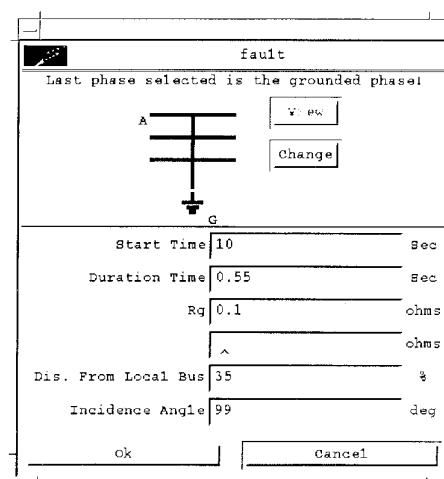 fault
Last phase selected is the grounded phase!
View
A
Change
G
Start Time 10 Sec
Duration Time 0.55 Sec
Rg 0.1 ohms
^ ohms
Dis. From Local Bus 35 %
Incidence Angle 99 deg
Ok Cancel